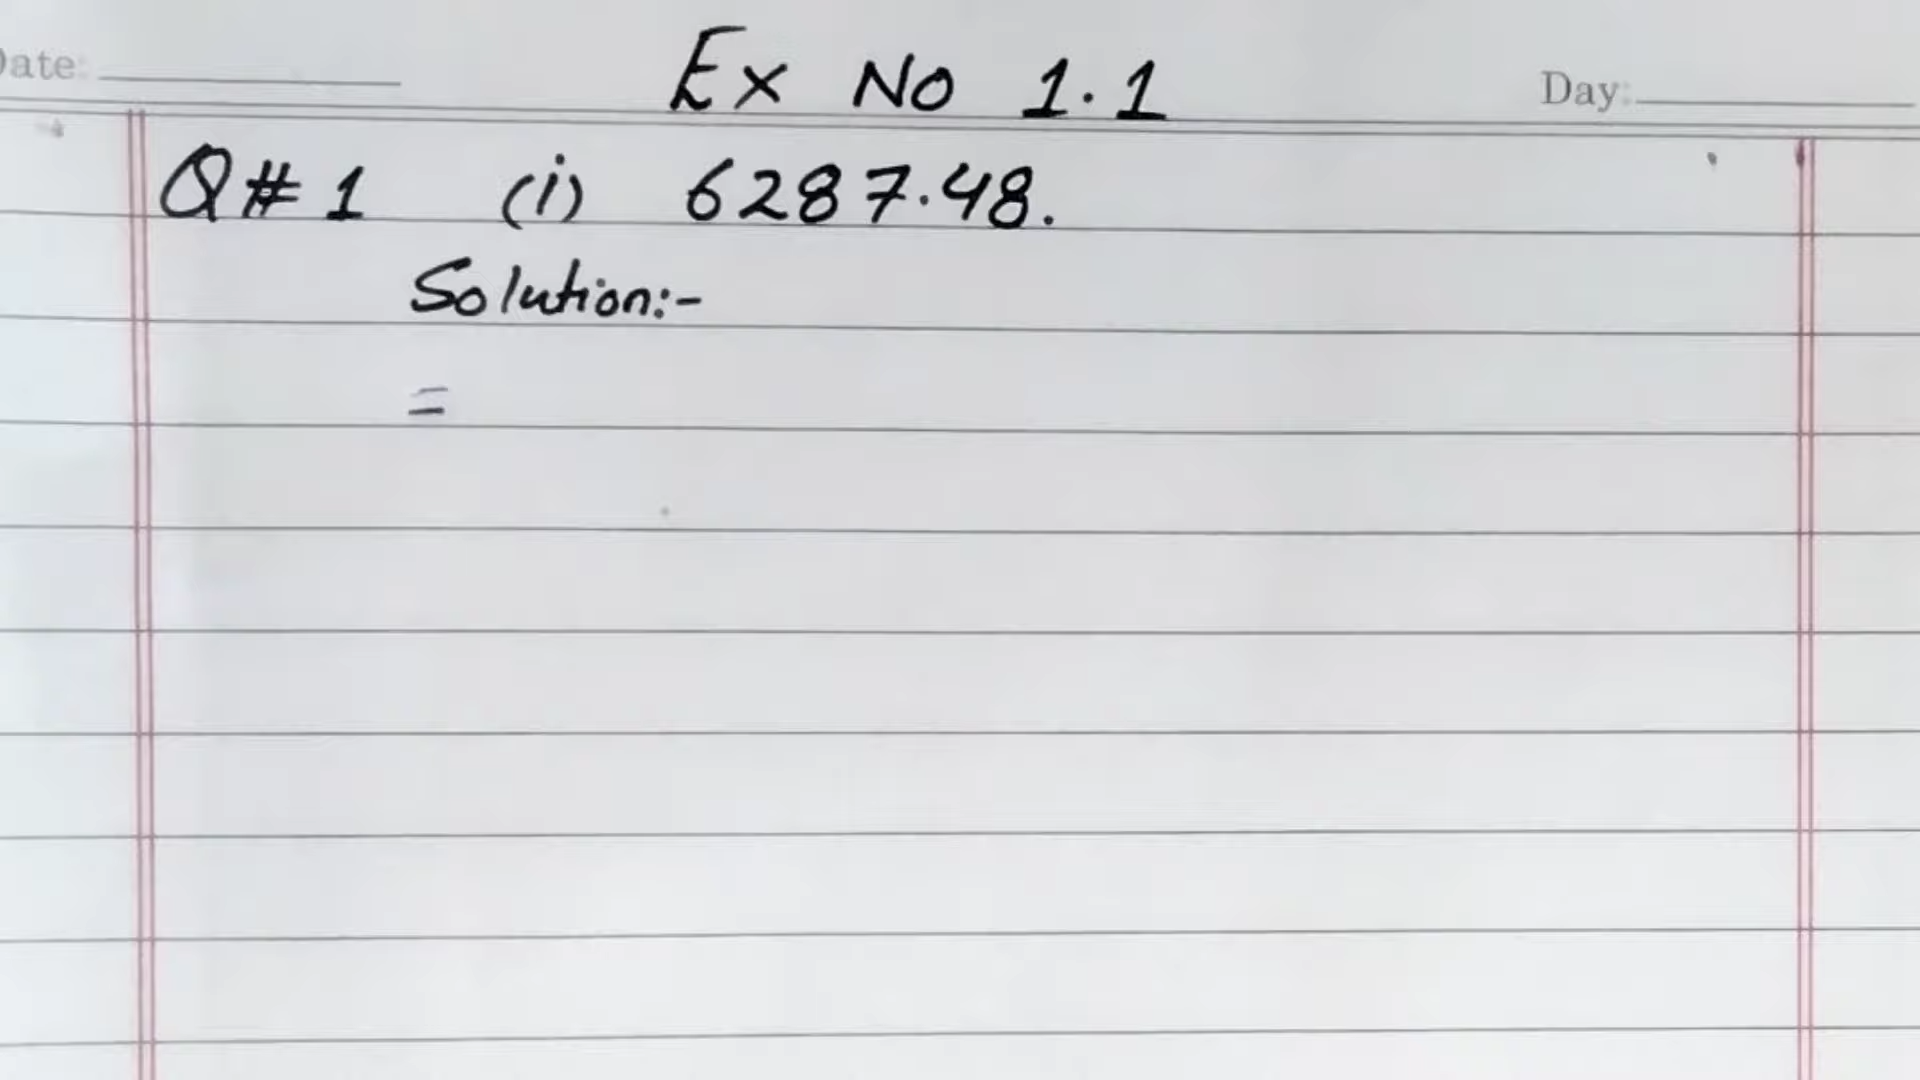 Date:
Ex No 1.1
Day:
Q# 1 (i) 6287.48.
Solution:-
=